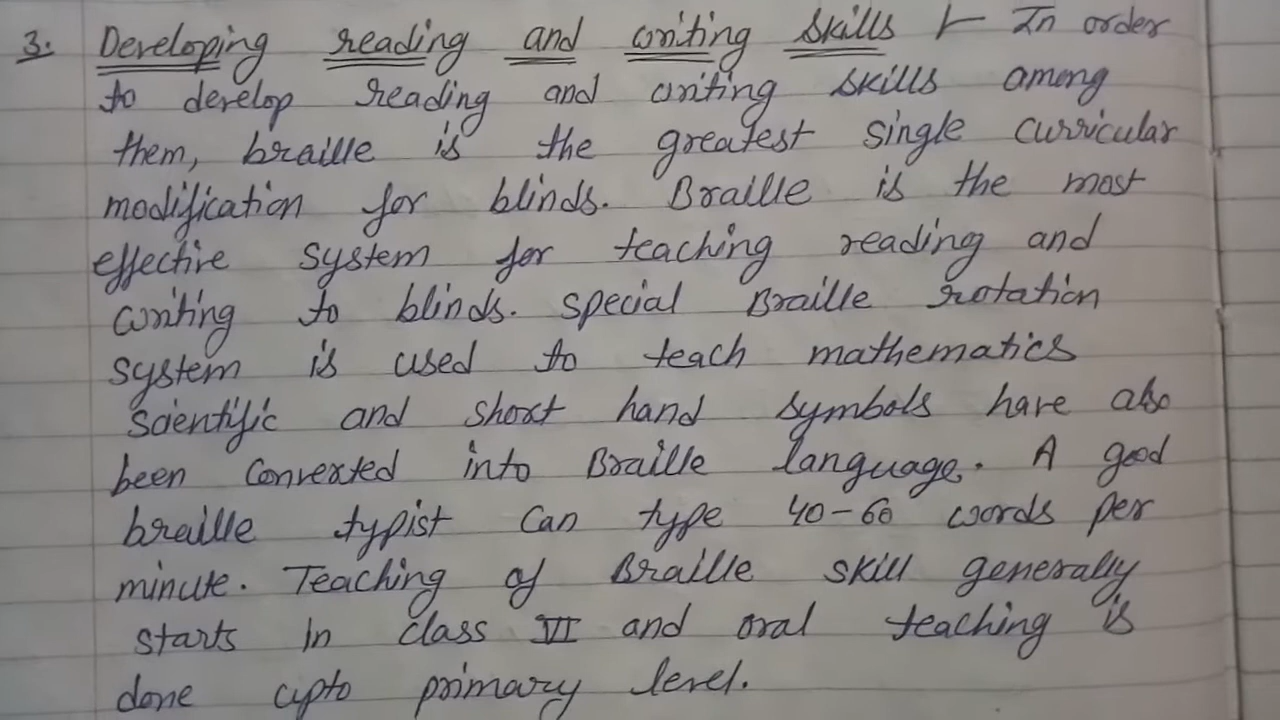 3. Developing reading and writing skills :- In order
to develop reading and writing skills among
them, braille is the greatest single curricular
modification for blinds. Braille is the most
effective system for teaching reading and
writing to blinds. special Braille rotation
system is used to teach mathematics
Scientific and short hand symbols have also
been converted into Braille language. A good
braille typist can type 40-60 words per
minute. Teaching of Braille skill generally
starts in class VI and oral teaching is
done upto primary level.